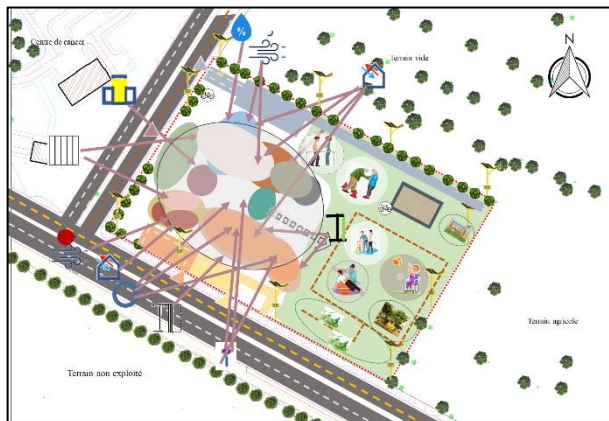 %
N
Centre de cancer
Terrain vide
Terrain agricole
Terrain non exploité